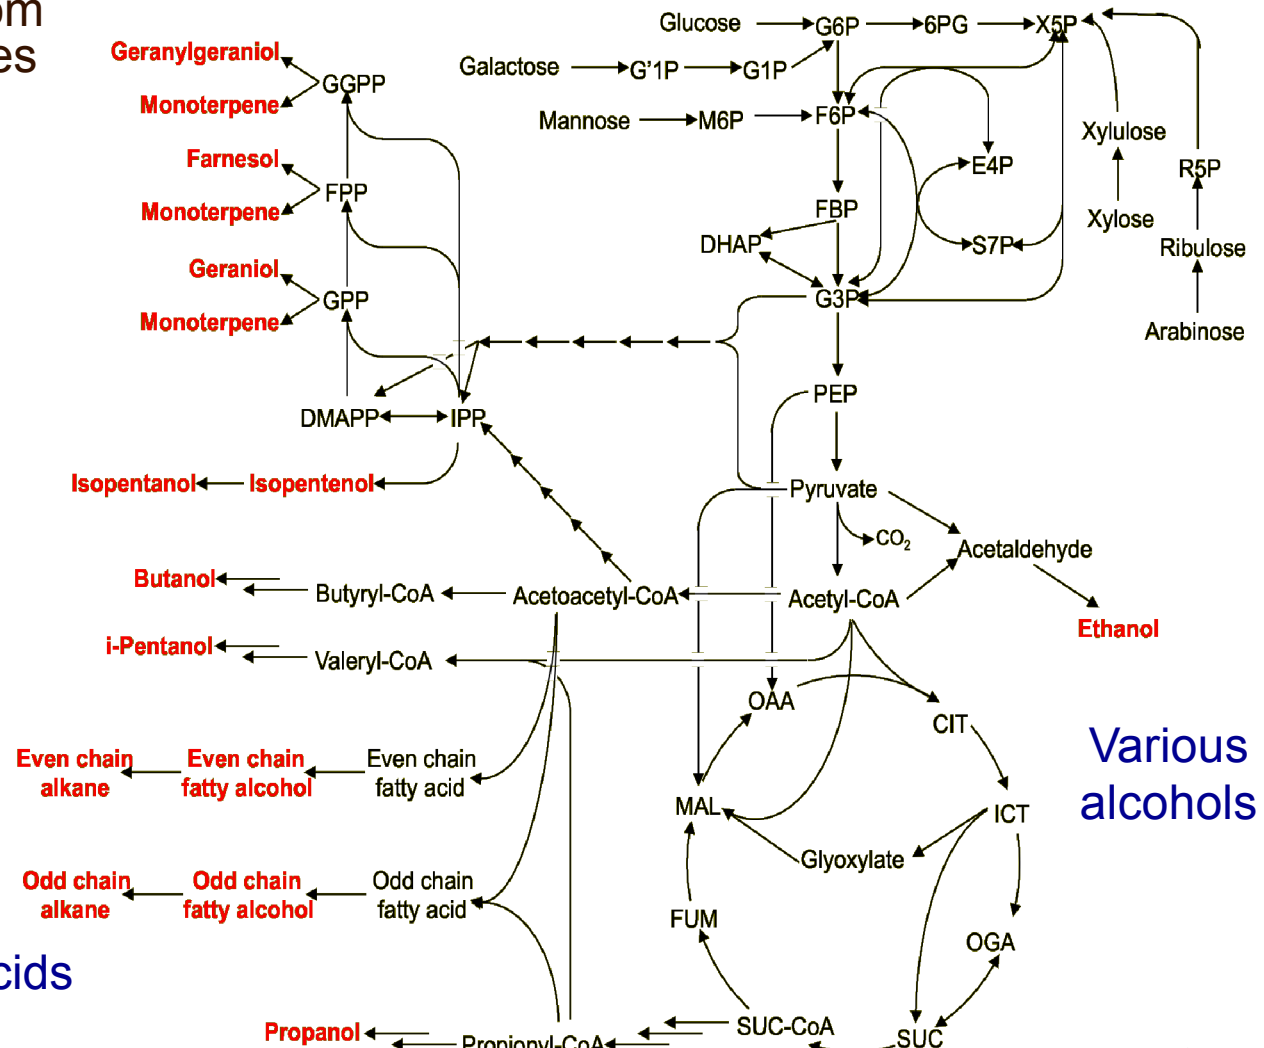 om
es
Glucose
G6P
6PG
X5P
Geranylgeraniol
GGPP
Galactose
G'1P
G1P
Monoterpene
Mannose
M6P
F6P
Xylulose
Farnesol
FPP
E4P
R5P
Monoterpene
FBP
Xylose
DHAP
S7P
Ribulose
Geraniol
GPP
G3P
Monoterpene
Arabinose
PEP
DMAPP
IPP
Isopentanol
Isopentenol
Pyruvate
CO₂
Acetaldehyde
Butanol
Butyryl-CoA
Acetoacetyl-CoA
Acetyl-CoA
Ethanol
i-Pentanol
Valeryl-CoA
OAA
CIT
Various
alcohols
Even chain
alkane
Even chain
fatty alcohol
Even chain
fatty acid
MAL
ICT
Glyoxylate
Odd chain
alkane
Odd chain
fatty alcohol
Odd chain
fatty acid
FUM
OGA
cids
Propanol
Propionyl-CoA
SUC-CoA
SUC